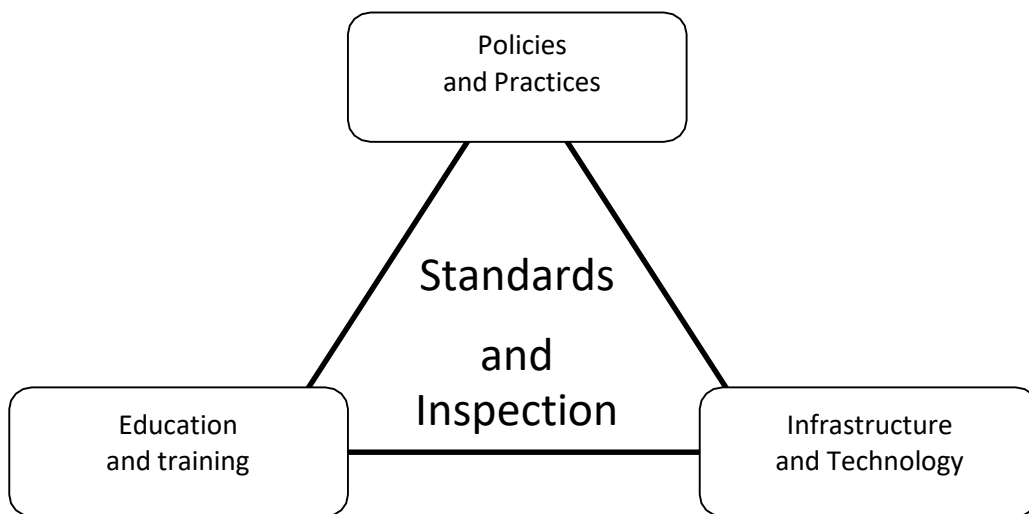 Policies
and Practices
Standards
and
Inspection
Education
and training
Infrastructure
and Technology